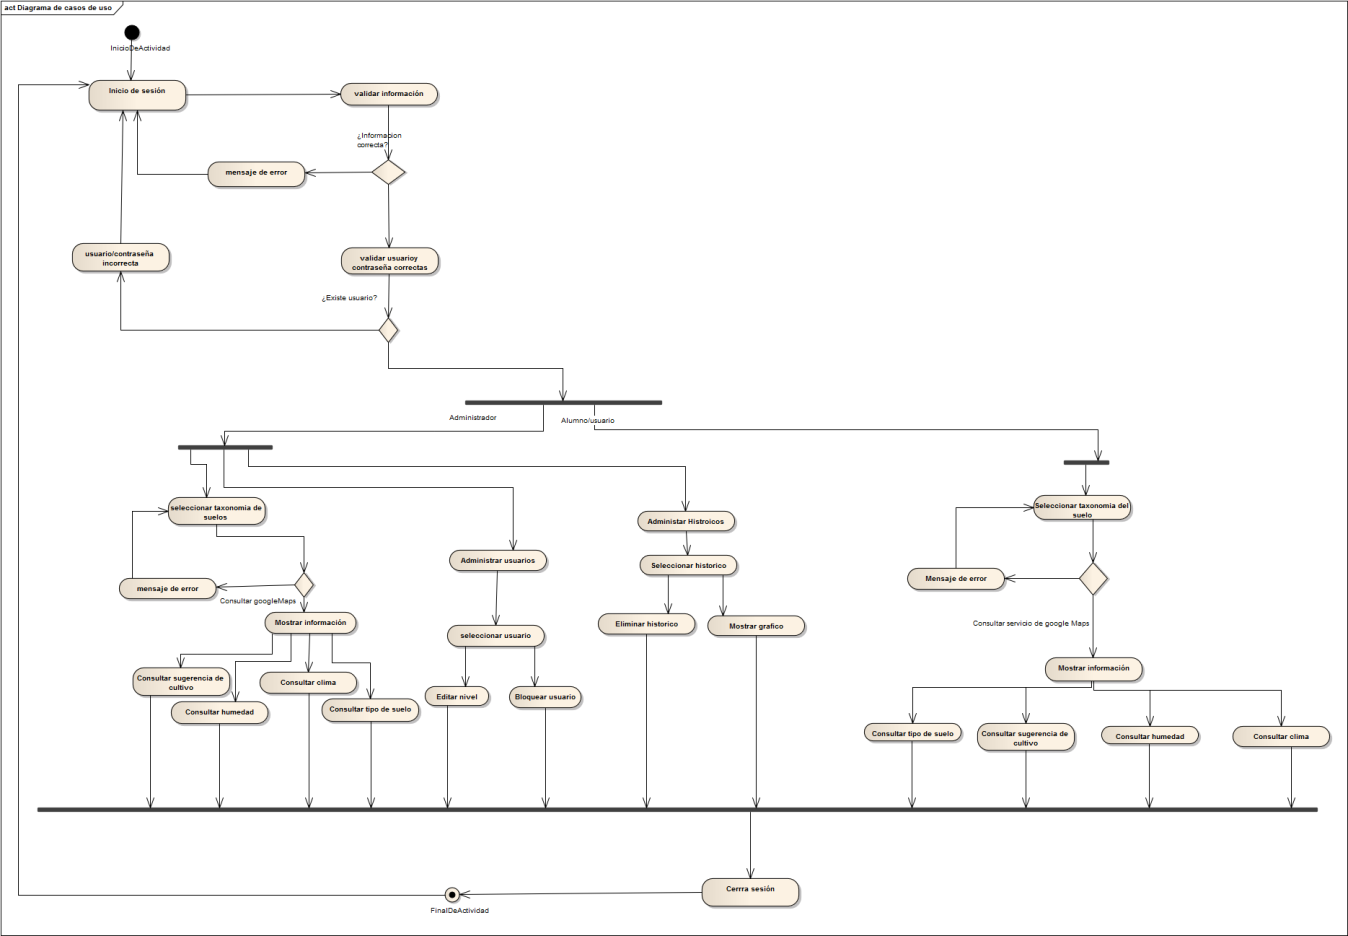 act Diagrama de casos de uso
InicioDeActividad
Inicio de sesión
validar información
¿Informacion
correcta?
mensaje de error
usuario/contraseña
incorrecta
validar usuarioy
contraseña correctas
¿Existe usuario?
Administrador
Alumno/usuario
seleccionar taxonomia de
suelos
Administar Histroicos
Seleccionar taxonomia del
suelo
Administrar usuarios
Seleccionar historico
mensaje de error
Mensaje de error
Consultar googleMaps
Mostrar información
seleccionar usuario
Eliminar historico
Mostrar grafico
Consultar servicio de google Maps
Mostrar información
Consultar sugerencia de
cultivo
Consultar clima
Consultar humedad
Consultar tipo de suelo
Editar nivel
Bloquear usuario
Consultar tipo de suelo
Consultar sugerencia de
cultivo
Consultar humedad
Consultar clima
Cerrra sesión
FinalDeActividad